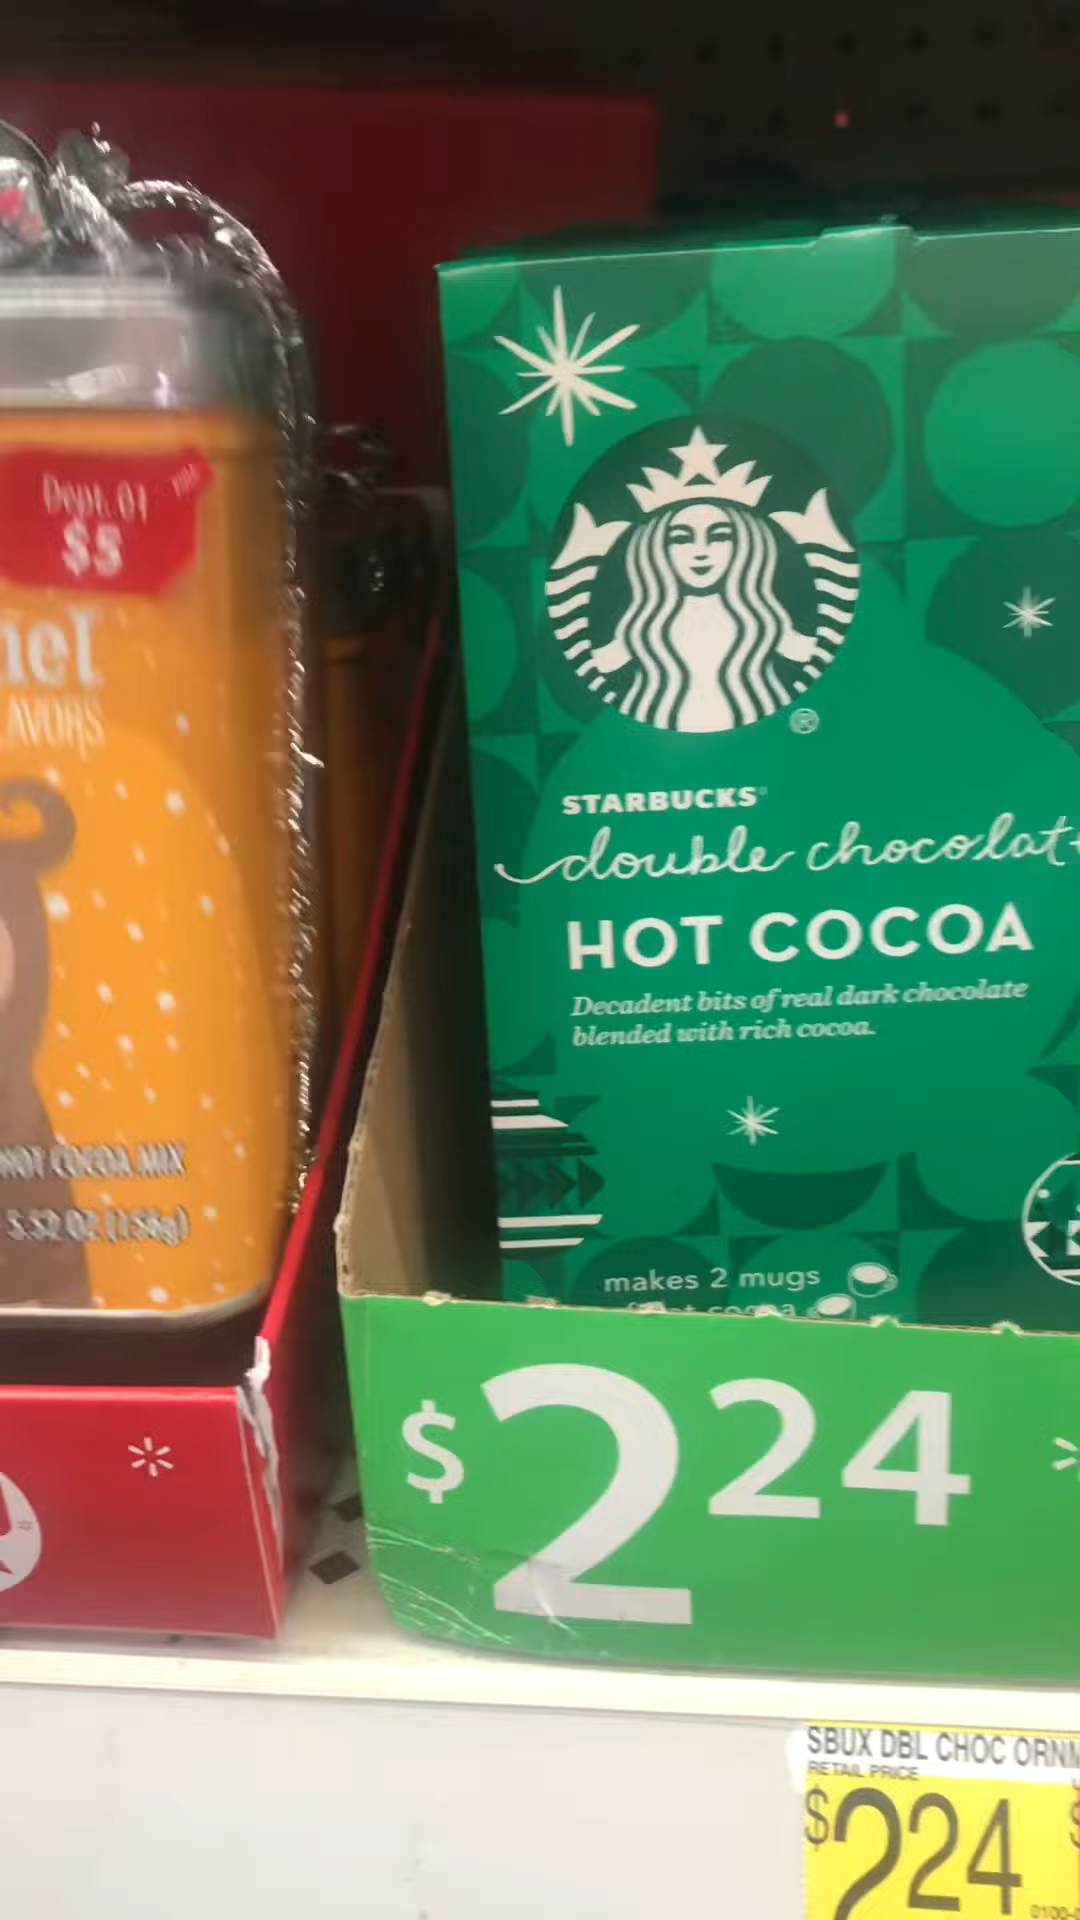 Dept. 01
$5
HOT COCOA MIX
STARBUCKS
double chocolat
HOT COCOA
Decadent bits of real dark chocolate
blended with rich cocoa.
makes 2 mugs
$224
SBUX DBL CHOC ORNM
RETAIL PRICE
$224